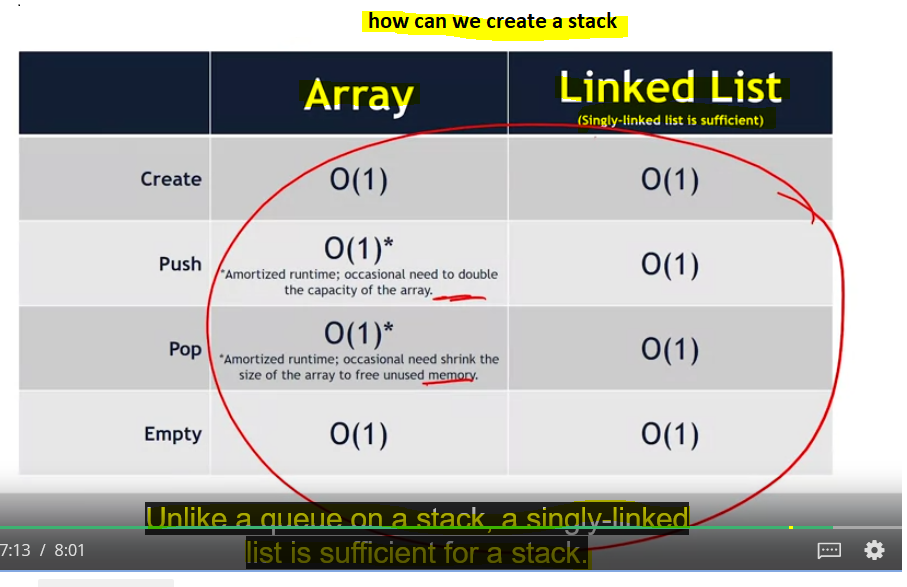 how can we create a stack
Array
Linked List
(Singly-linked list is sufficient)
Create
O(1)
O(1)
Push
O(1)*
*Amortized runtime; occasional need to double
the capacity of the array.
O(1)
Pop
O(1)*
*Amortized runtime; occasional need shrink the
size of the array to free unused memory.
O(1)
Empty
O(1)
O(1)
Unlike a queue on a stack, a singly-linked
list is sufficient for a stack.
7:13 / 8:01